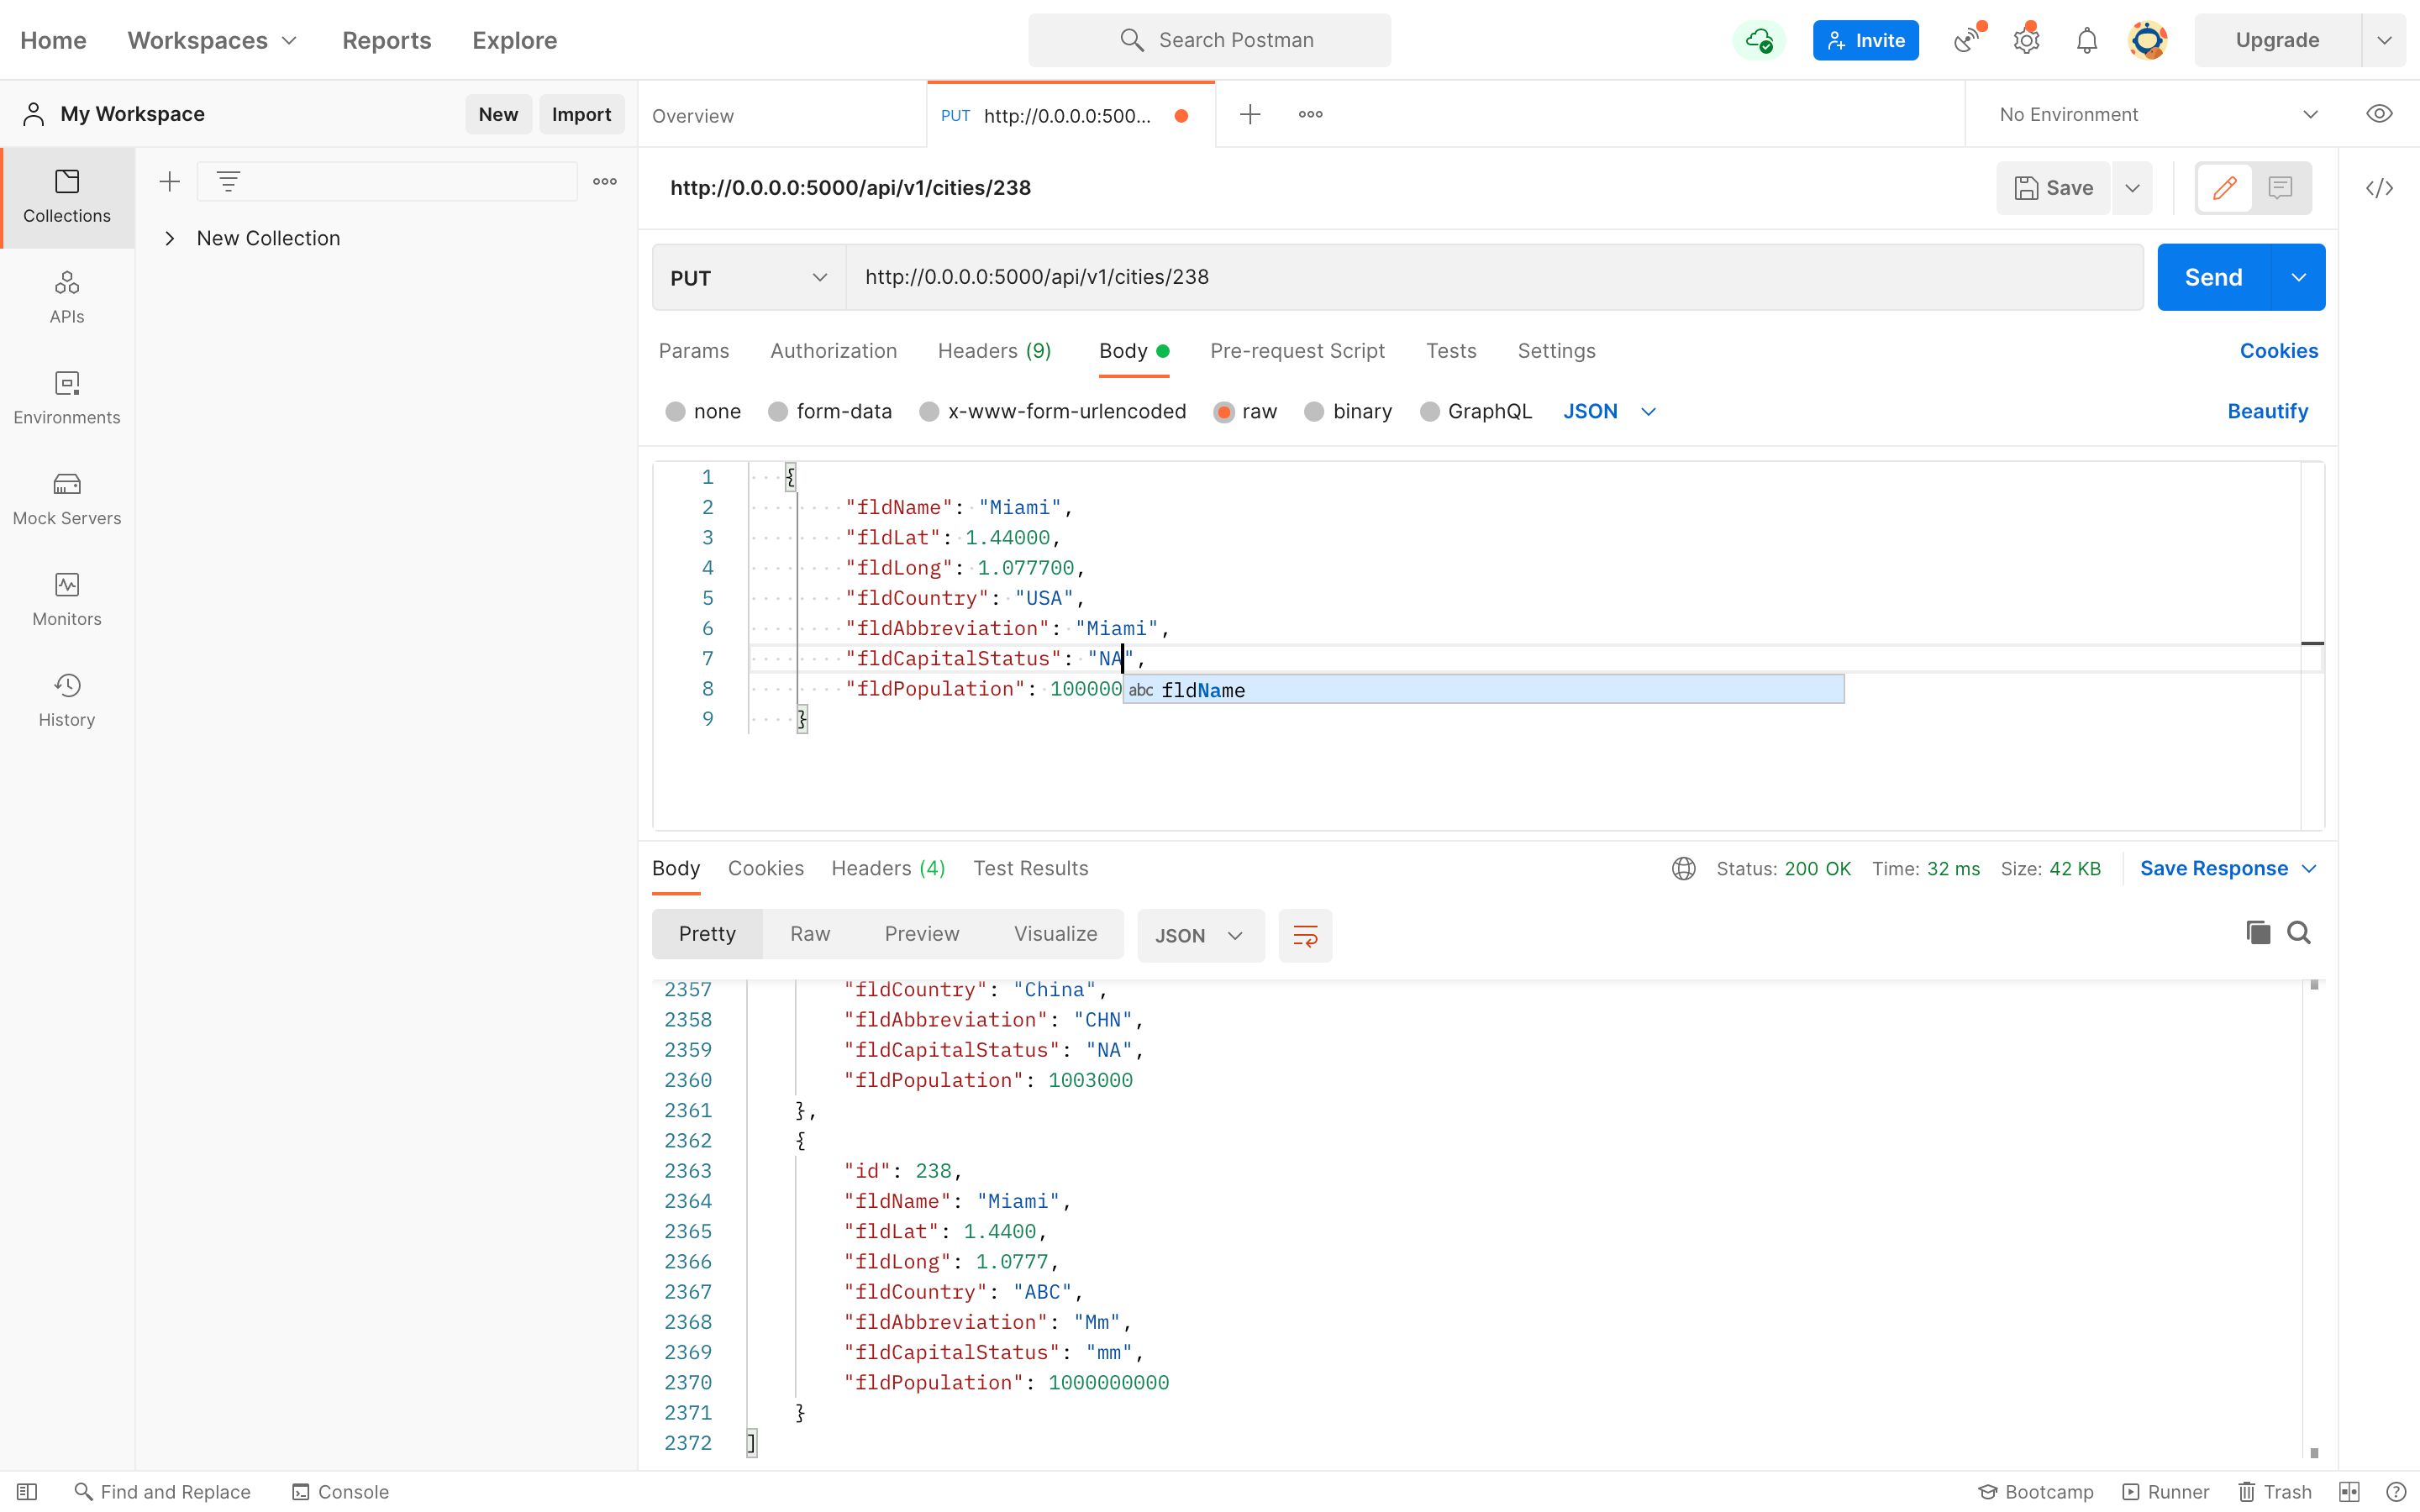 Home Workspaces Reports Explore Search Postman Invite Upgrade
My Workspace New Import Overview PUT http://0.0.0.0:500... No Environment
Collections
New Collection
APIs
Environments
Mock Servers
Monitors
History
http://0.0.0.0:5000/api/v1/cities/238 Save
PUT http://0.0.0.0:5000/api/v1/cities/238 Send
Params Authorization Headers (9) Body Pre-request Script Tests Settings Cookies
none form-data x-www-form-urlencoded raw binary GraphQL JSON Beautify
1 {
2 "fldName": "Miami",
3 "fldLat": 1.44000,
4 "fldLong": 1.077700,
5 "fldCountry": "USA",
6 "fldAbbreviation": "Miami",
7 "fldCapitalStatus": "NA",
8 "fldPopulation": 100000 abc fldName
9 }
Body Cookies Headers (4) Test Results Status: 200 OK Time: 32 ms Size: 42 KB Save Response
Pretty Raw Preview Visualize JSON
2357 "fldCountry": "China",
2358 "fldAbbreviation": "CHN",
2359 "fldCapitalStatus": "NA",
2360 "fldPopulation": 1003000
2361 },
2362 {
2363 "id": 238,
2364 "fldName": "Miami",
2365 "fldLat": 1.4400,
2366 "fldLong": 1.0777,
2367 "fldCountry": "ABC",
2368 "fldAbbreviation": "Mm",
2369 "fldCapitalStatus": "mm",
2370 "fldPopulation": 1000000000
2371 }
2372 ]
Find and Replace Console Bootcamp Runner Trash